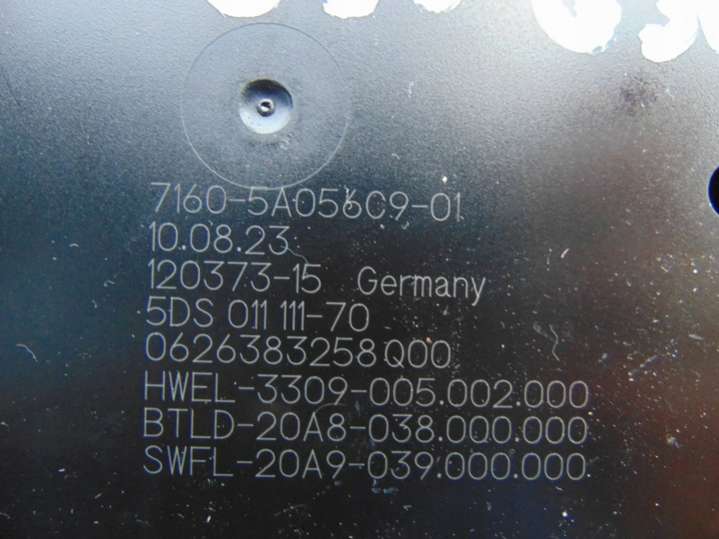 7160-5A056C9-01
10.08.23
120373-15 Germany
5DS 011 111-70
0626383258Q00
HWEL-3309-005.002.000
BTLD-20A8-038.000.000
SWFL-20A9-039.000.000